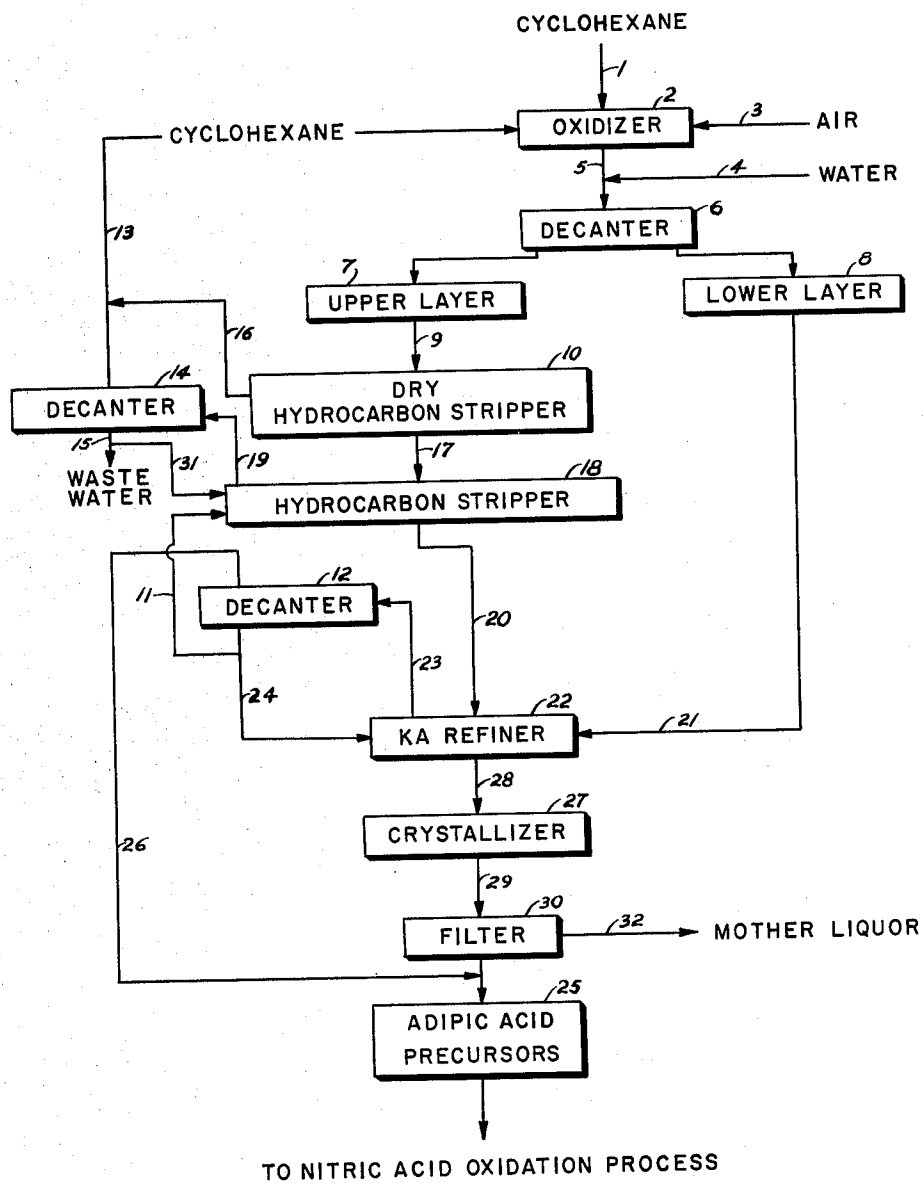 CYCLOHEXANE
1
2
CYCLOHEXANE
OXIDIZER
3
AIR
5
4
WATER
6
DECANTER
13
7
8
UPPER LAYER
LOWER LAYER
16
9
10
14
DRY
HYDROCARBON STRIPPER
DECANTER
15
31
19
17
18
WASTE
WATER
HYDROCARBON STRIPPER
12
11
DECANTER
20
23
24
22
21
KA REFINER
28
27
CRYSTALLIZER
26
29
30
FILTER
32
MOTHER LIQUOR
25
ADIPIC ACID
PRECURSORS
TO NITRIC ACID OXIDATION PROCESS